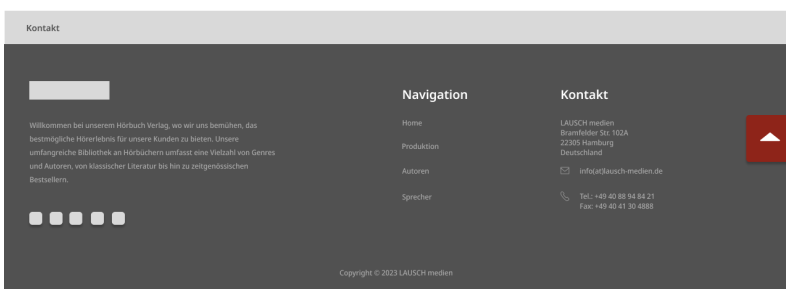 Kontakt
Willkommen bei unserem Hörbuch Verlag, wo wir uns bemühen, das
bestmögliche Hörerlebnis für unsere Kunden zu bieten. Unsere
umfangreiche Bibliothek an Hörbüchern umfasst eine Vielzahl von Genres
und Autoren, von klassischer Literatur bis hin zu zeitgenössischen
Bestsellern.
Navigation
Home
Produktion
Autoren
Sprecher
Kontakt
LAUSCH medien
Bramfelder Str. 102A
22305 Hamburg
Deutschland
info(at)lausch-medien.de
Tel.: +49 40 88 94 84 21
Fax: +49 40 41 30 4888
Copyright © 2023 LAUSCH medien